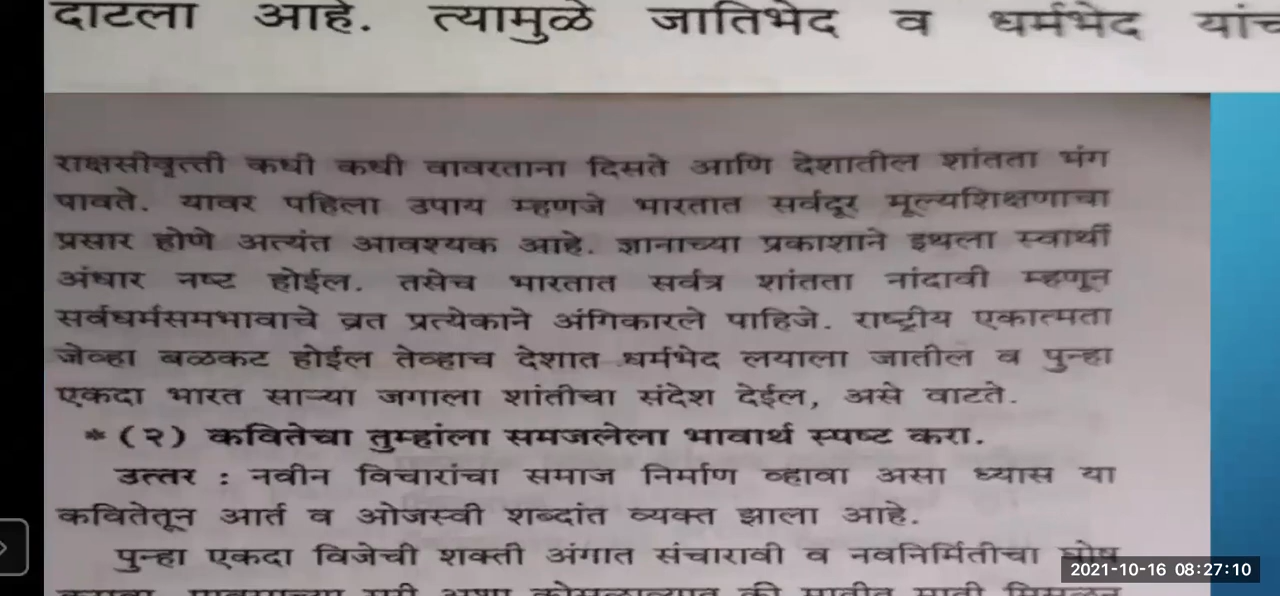 दाटला आहे. त्यामुळे जातिभेद व धर्मभेद यांच
राक्षसीवृत्ती कधी कधी वावरताना दिसते आणि देशातील शांतता भंग
पावते. यावर पहिला उपाय म्हणजे भारतात सर्वदूर मूल्यशिक्षणाचा
प्रसार होणे अत्यंत आवश्यक आहे. ज्ञानाच्या प्रकाशाने इथला स्वार्थी
अंधार नष्ट होईल. तसेच भारतात सर्वत्र शांतता नांदावी म्हणून
सर्वधर्मसमभावाचे व्रत प्रत्येकाने अंगिकारले पाहिजे. राष्ट्रीय एकात्मता
जेव्हा बळकट होईल तेव्हाच देशात धर्मभेद लयाला जातील व पुन्हा
एकदा भारत साऱ्या जगाला शांतीचा संदेश देईल, असे वाटते.
* (२) कवितेचा तुम्हांला समजलेला भावार्थ स्पष्ट करा.
उत्तर : नवीन विचारांचा समाज निर्माण व्हावा असा ध्यास या
कवितेतून आर्त व ओजस्वी शब्दांत व्यक्त झाला आहे.
पुन्हा एकदा विजेची शक्ती अंगात संचारावी व नवनिर्मितीचा घोष
2021-10-16 08:27:10